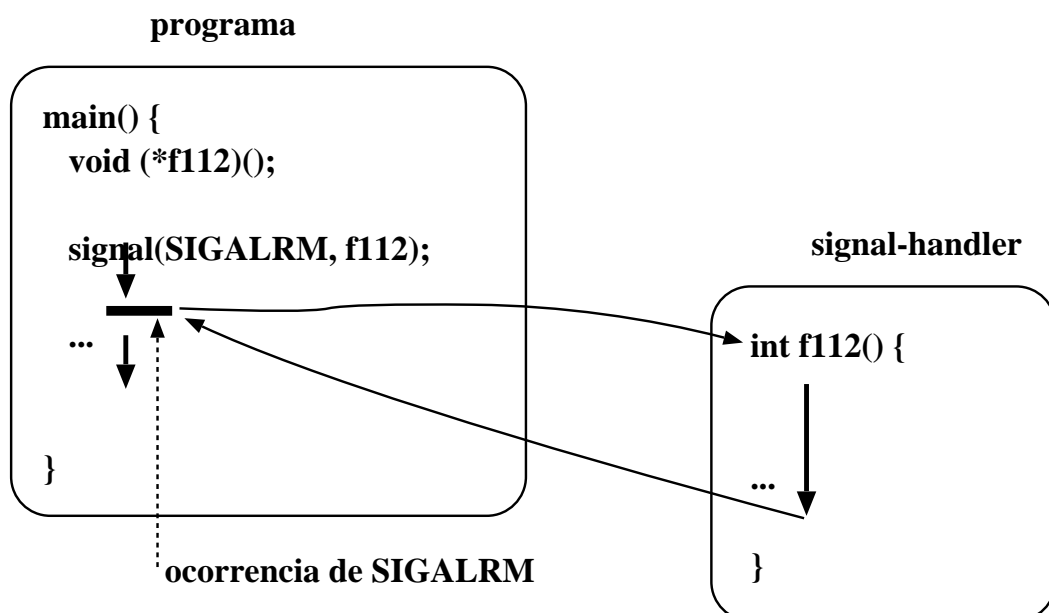 programa
main() {
void (*f112)();
signal(SIGALRM, f112);
...
}
ocorrencia de SIGALRM
signal-handler
int f112() {
...
}